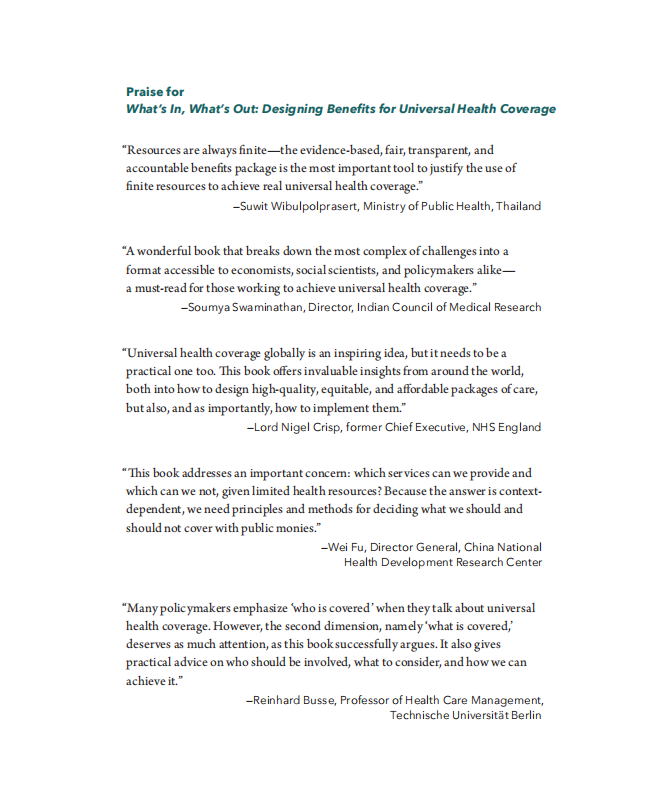 Praise for
What’s In, What’s Out: Designing Benefits for Universal Health Coverage
“Resources are always finite—the evidence-based, fair, transparent, and
accountable benefits package is the most important tool to justify the use of
finite resources to achieve real universal health coverage.”
—Suwit Wibulpolprasert, Ministry of Public Health, Thailand
“A wonderful book that breaks down the most complex of challenges into a
format accessible to economists, social scientists, and policymakers alike—
a must-read for those working to achieve universal health coverage.”
—Soumya Swaminathan, Director, Indian Council of Medical Research
“Universal health coverage globally is an inspiring idea, but it needs to be a
practical one too. This book offers invaluable insights from around the world,
both into how to design high-quality, equitable, and affordable packages of care,
but also, and as importantly, how to implement them.”
—Lord Nigel Crisp, former Chief Executive, NHS England
“This book addresses an important concern: which services can we provide and
which can we not, given limited health resources? Because the answer is context-
dependent, we need principles and methods for deciding what we should and
should not cover with public monies.”
—Wei Fu, Director General, China National
Health Development Research Center
“Many policymakers emphasize ‘who is covered’ when they talk about universal
health coverage. However, the second dimension, namely ‘what is covered,’
deserves as much attention, as this book successfully argues. It also gives
practical advice on who should be involved, what to consider, and how we can
achieve it.”
—Reinhard Busse, Professor of Health Care Management,
Technische Universität Berlin